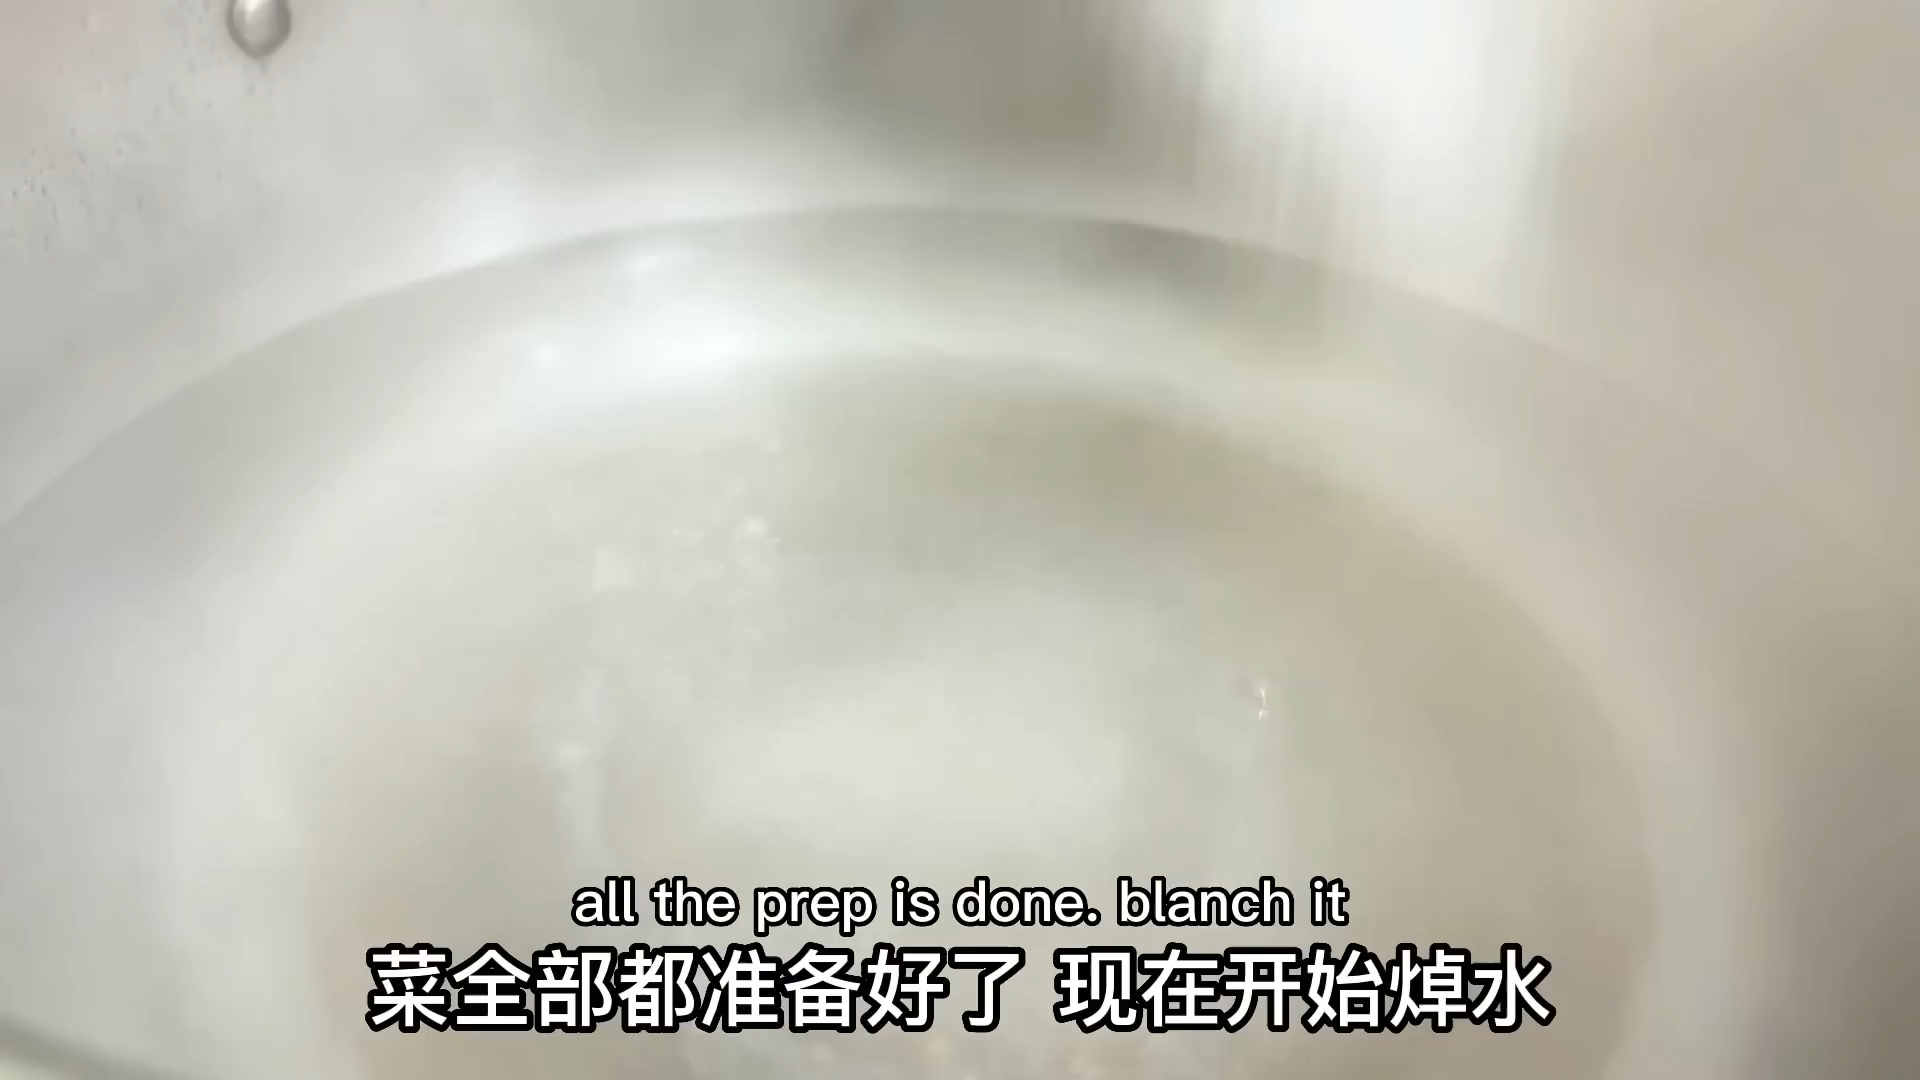 all the prep is done. blanch it
菜全部都准备好了 现在开始焯水